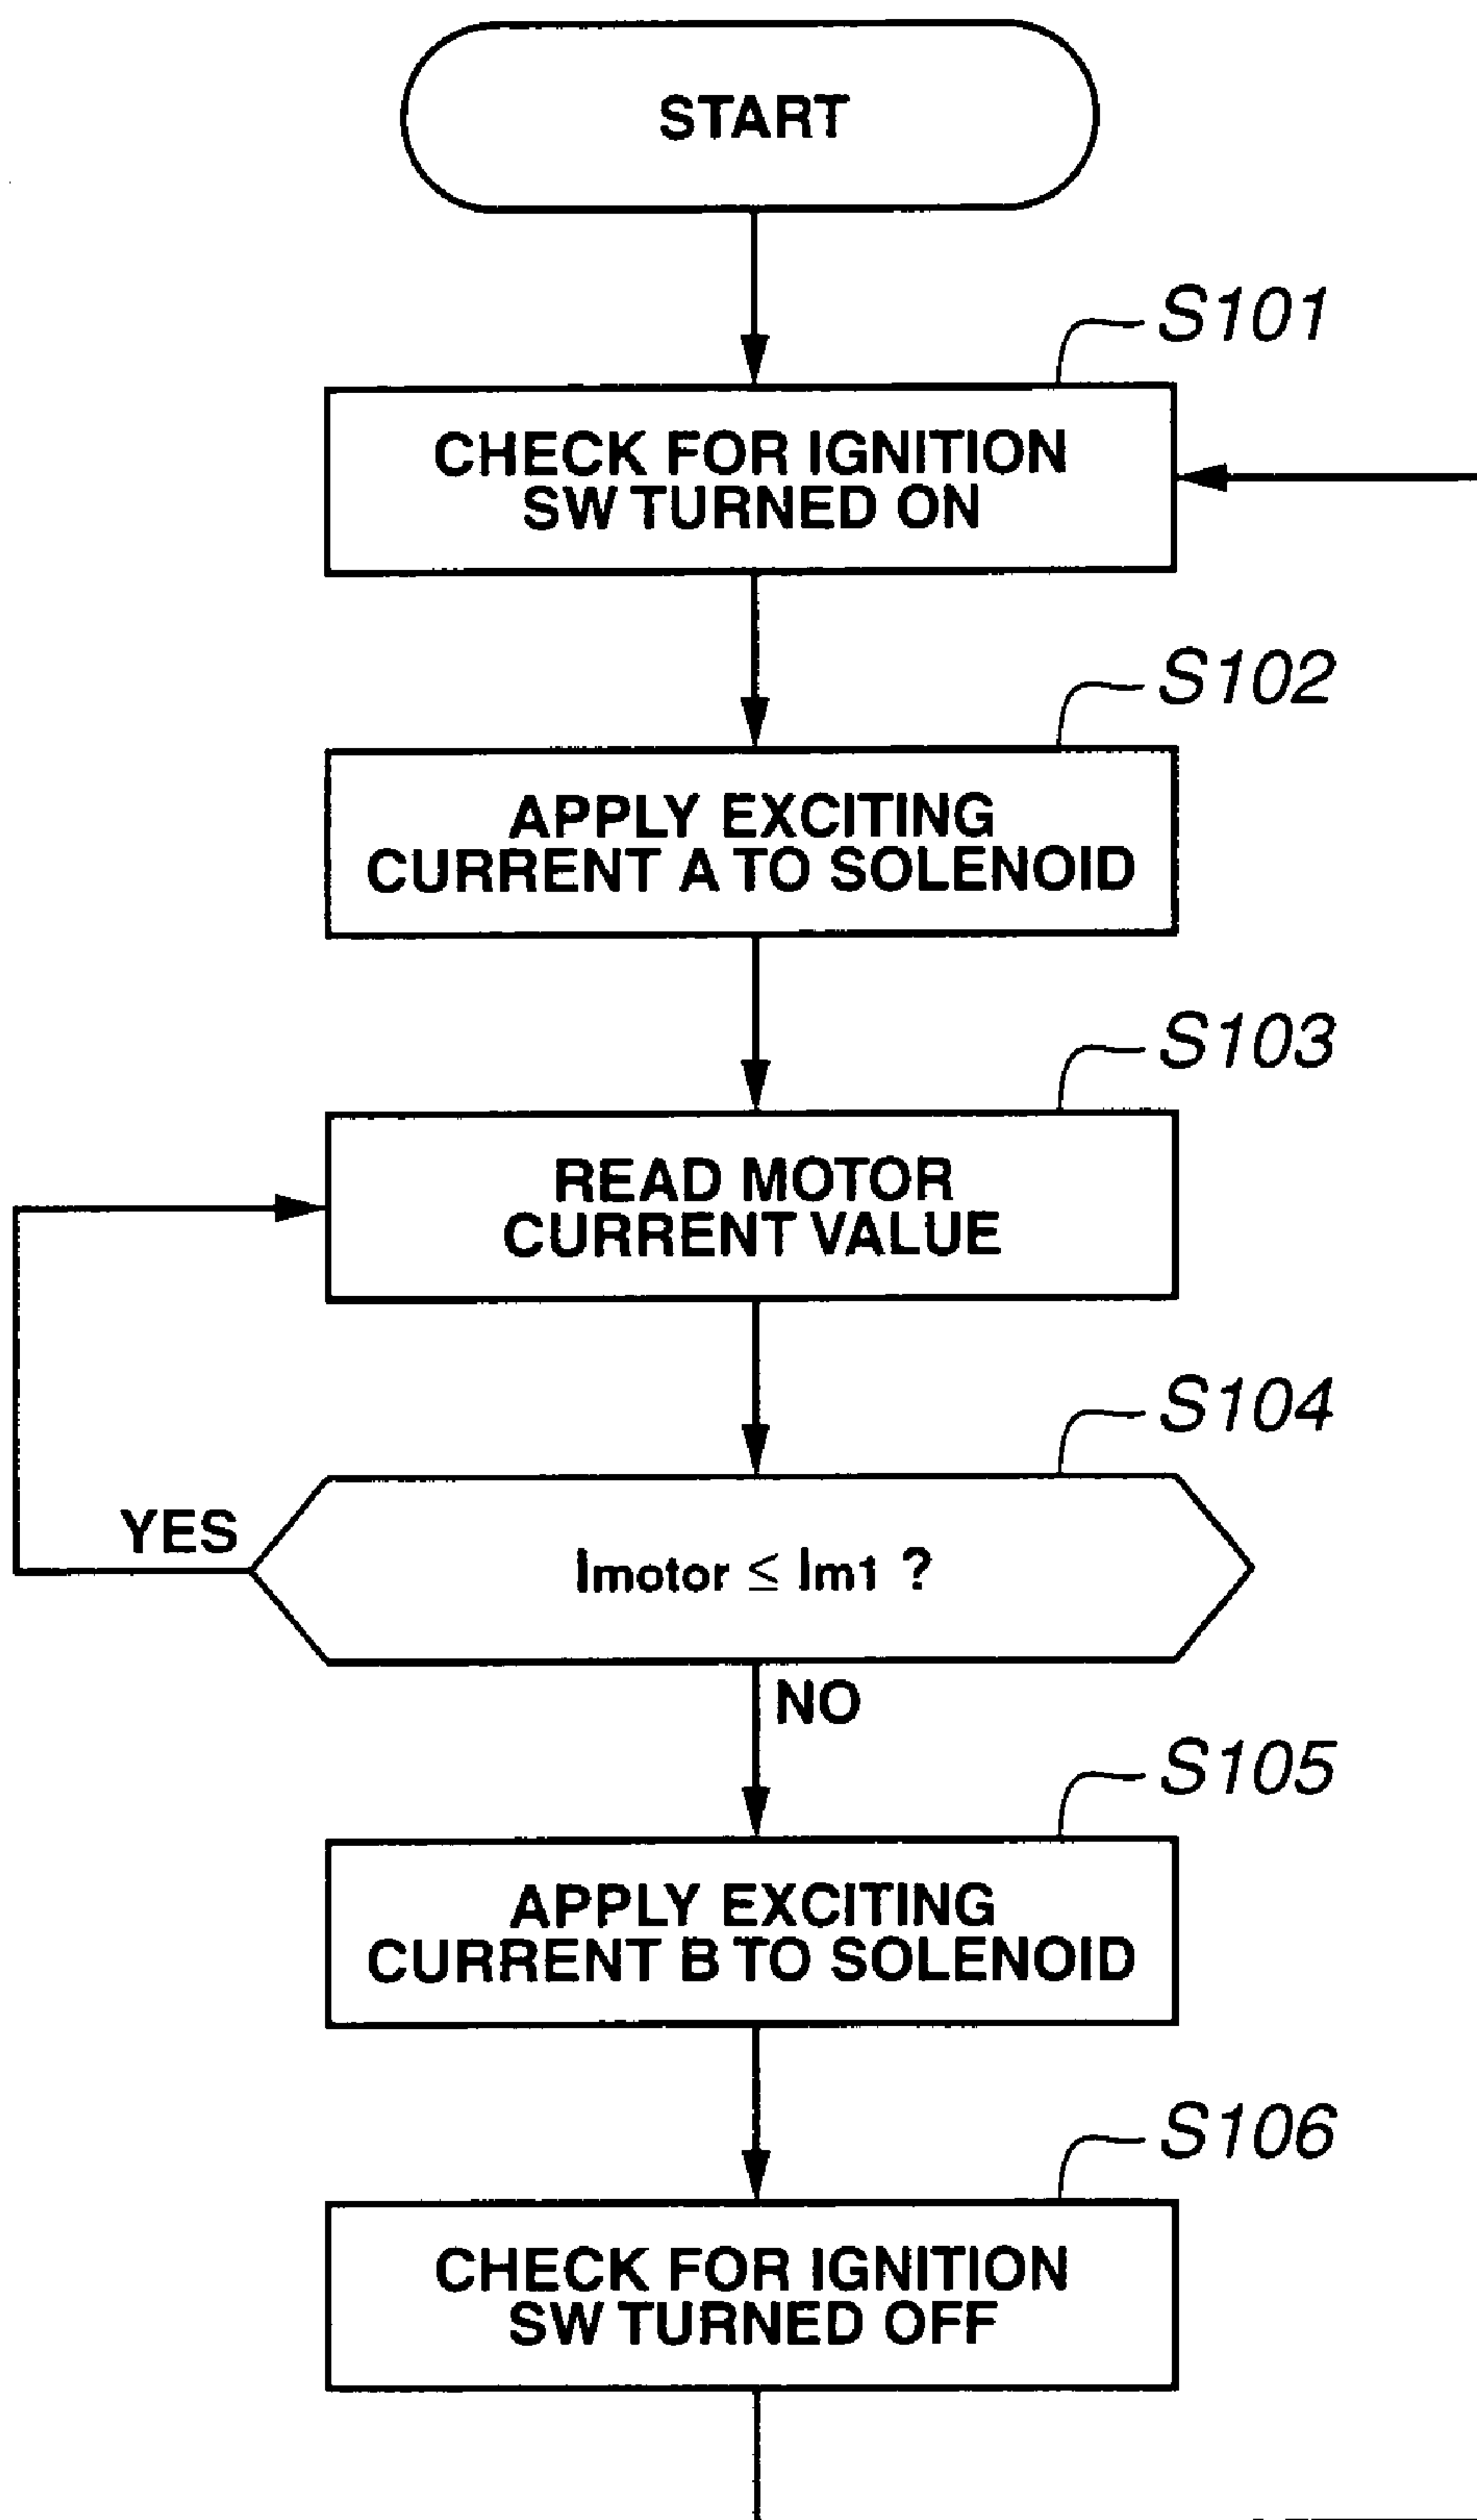 START
S101
CHECK FOR IGNITION
SW TURNED ON
S102
APPLY EXCITING
CURRENT A TO SOLENOID
S103
READ MOTOR
CURRENT VALUE
S104
YES
Imotor ≤ Im1 ?
NO
S105
APPLY EXCITING
CURRENT B TO SOLENOID
S106
CHECK FOR IGNITION
SW TURNED OFF